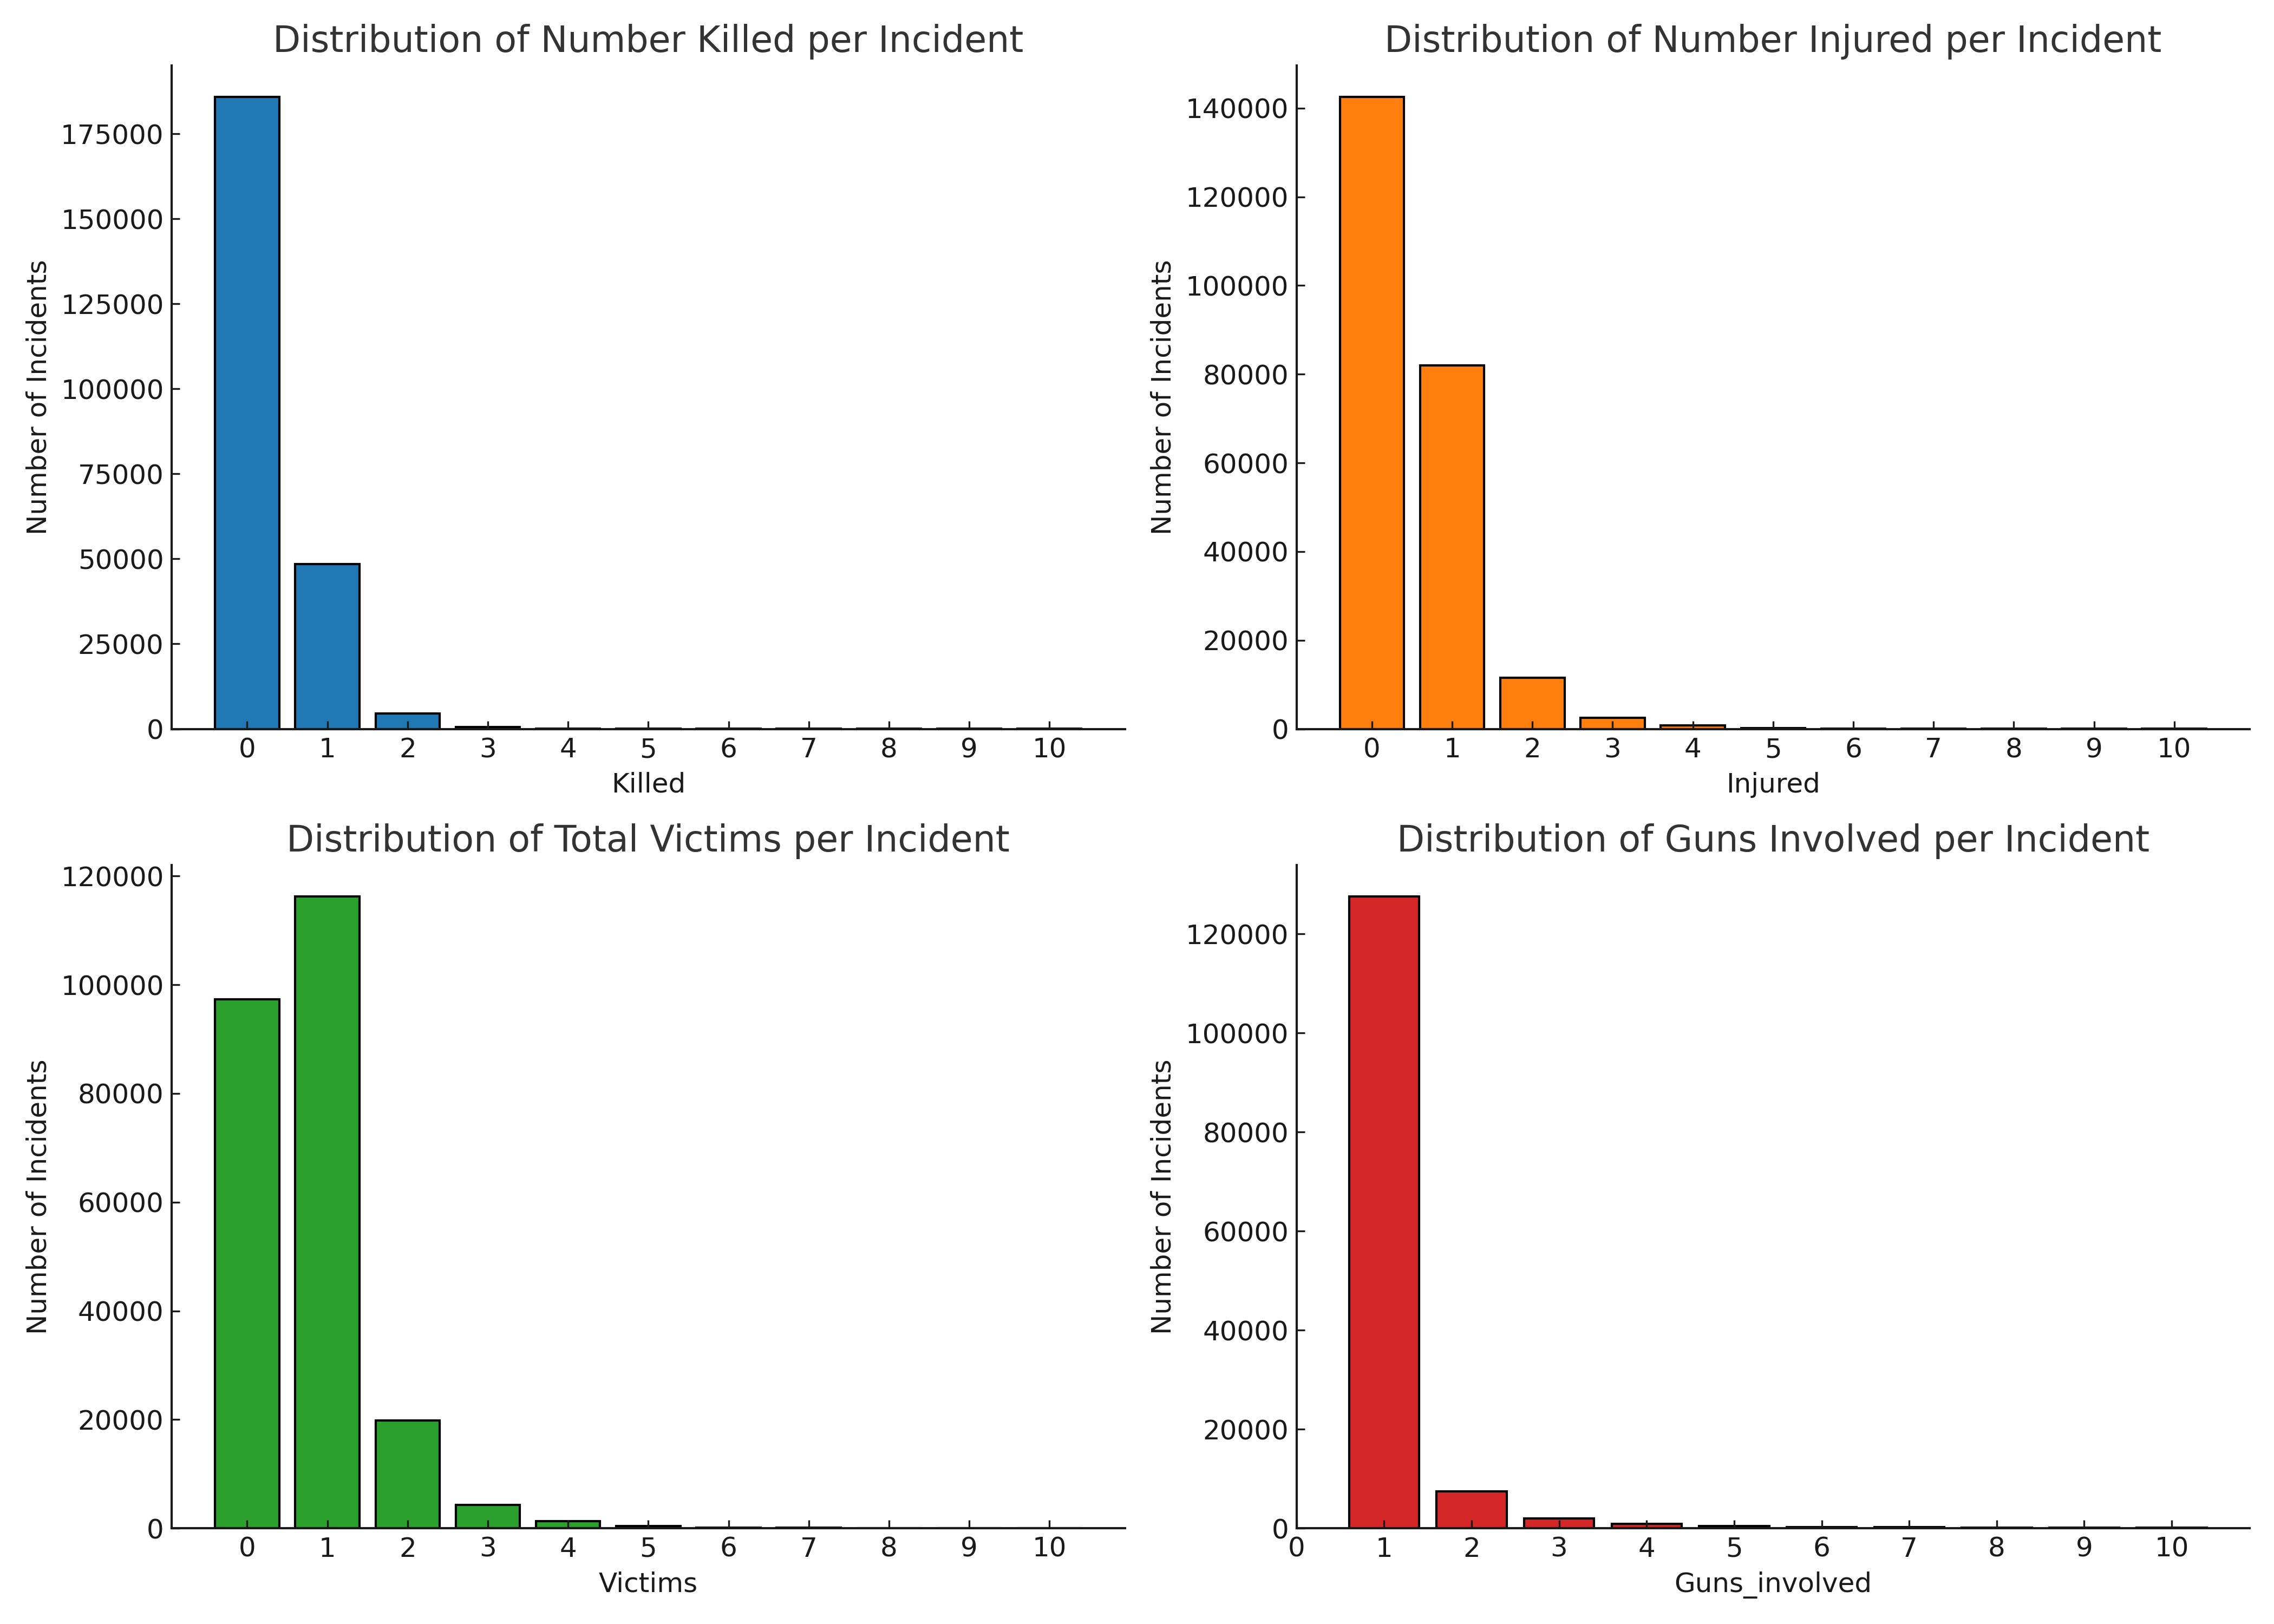 Distribution of Number Killed per Incident
Number of Incidents
175000
150000
125000
100000
75000
50000
25000
0
0 1 2 3 4 5 6 7 8 9 10
Killed
Distribution of Number Injured per Incident
Number of Incidents
140000
120000
100000
80000
60000
40000
20000
0
0 1 2 3 4 5 6 7 8 9 10
Injured
Distribution of Total Victims per Incident
Number of Incidents
120000
100000
80000
60000
40000
20000
0
0 1 2 3 4 5 6 7 8 9 10
Victims
Distribution of Guns Involved per Incident
Number of Incidents
120000
100000
80000
60000
40000
20000
0
0 1 2 3 4 5 6 7 8 9 10
Guns_involved